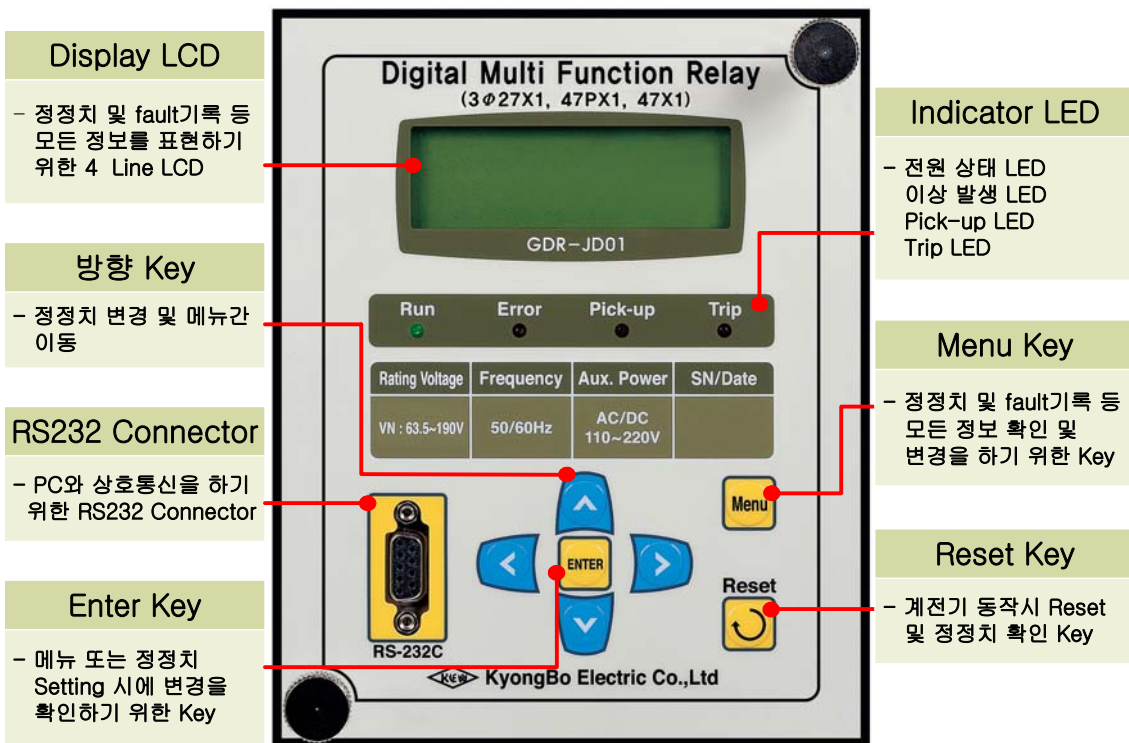 Display LCD
- 정정치 및 fault기록 등
모든 정보를 표현하기
위한 4 Line LCD
방향 Key
- 정정치 변경 및 메뉴간
이동
RS232 Connector
- PC와 상호통신을 하기
위한 RS232 Connector
Enter Key
- 메뉴 또는 정정치
Setting 시에 변경을
확인하기 위한 Key
Digital Multi Function Relay
(3Φ27X1, 47PX1, 47X1)
GDR-JD01
Run Error Pick-up Trip
Rating Voltage Frequency Aux. Power SN/Date
VN : 63.5~190V 50/60Hz AC/DC
110~220V
Menu
ENTER
Reset
RS-232C
KEW KyongBo Electric Co.,Ltd
Indicator LED
- 전원 상태 LED
이상 발생 LED
Pick-up LED
Trip LED
Menu Key
- 정정치 및 fault기록 등
모든 정보 확인 및
변경을 하기 위한 Key
Reset Key
- 계전기 동작시 Reset
및 정정치 확인 Key